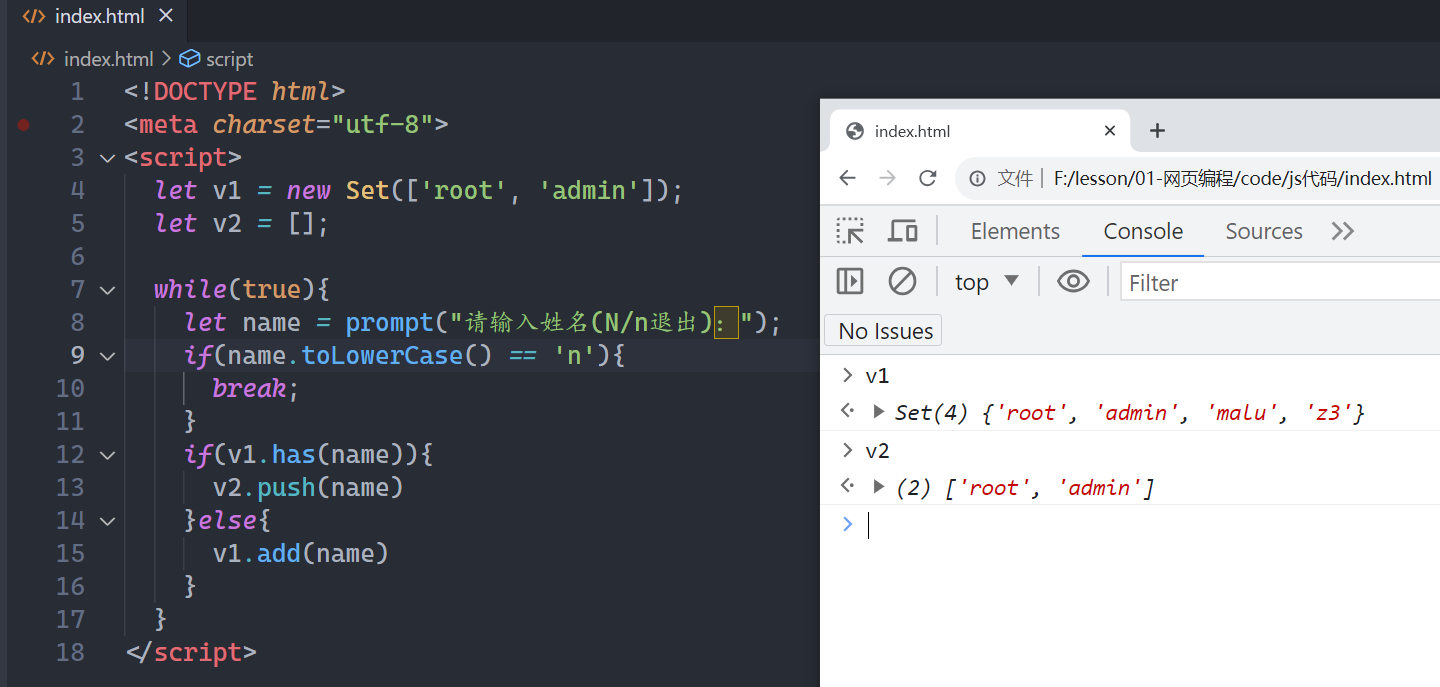 index.html
index.html > script
1 <!DOCTYPE html>
2 <meta charset="utf-8">
3 <script>
4 let v1 = new Set(['root', 'admin']);
5 let v2 = [];
6
7 while(true){
8 let name = prompt("请输入姓名(N/n退出)：");
9 if(name.toLowerCase() == 'n'){
10 break;
11 }
12 if(v1.has(name)){
13 v2.push(name)
14 }else{
15 v1.add(name)
16 }
17 }
18 </script>
index.html
文件 F:/lesson/01-网页编程/code/js代码/index.html
Elements Console Sources
top Filter
No Issues
v1
Set(4) {'root', 'admin', 'malu', 'z3'}
v2
(2) ['root', 'admin']